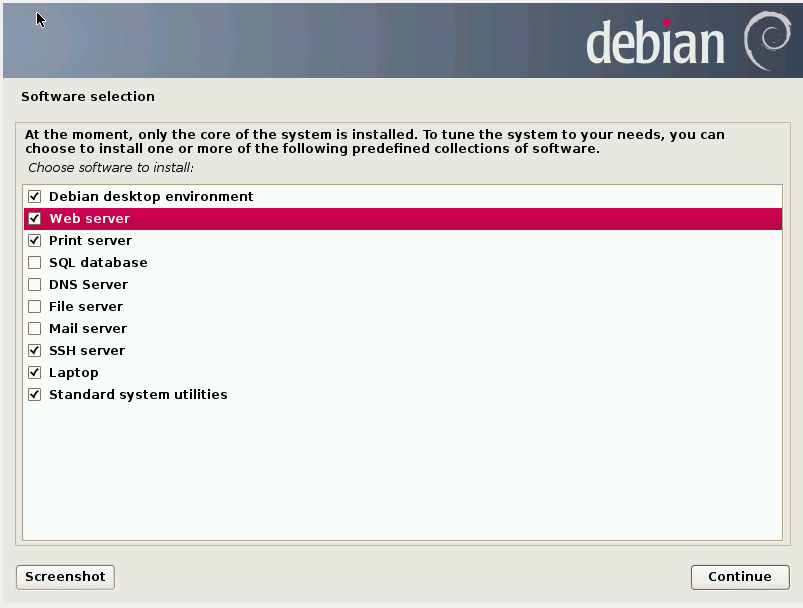 debian
Software selection
At the moment, only the core of the system is installed. To tune the system to your needs, you can
choose to install one or more of the following predefined collections of software.
Choose software to install:
Debian desktop environment
Web server
Print server
SQL database
DNS Server
File server
Mail server
SSH server
Laptop
Standard system utilities
Screenshot
Continue